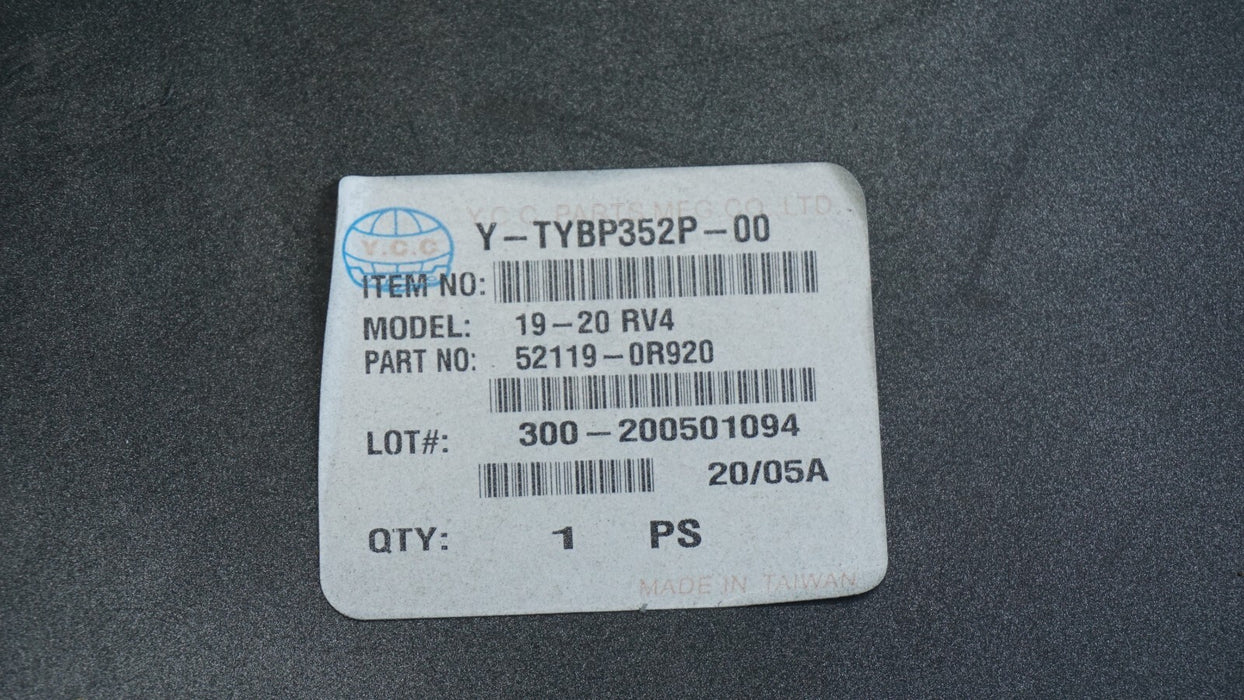 Y.C.C. PARTS MFG. CO., LTD.
Y.C.C
Y-TYBP352P-00
ITEM NO:
MODEL: 19-20 RV4
PART NO: 52119-0R920
LOT#: 300-200501094
20/05A
QTY: 1 PS
MADE IN TAIWAN